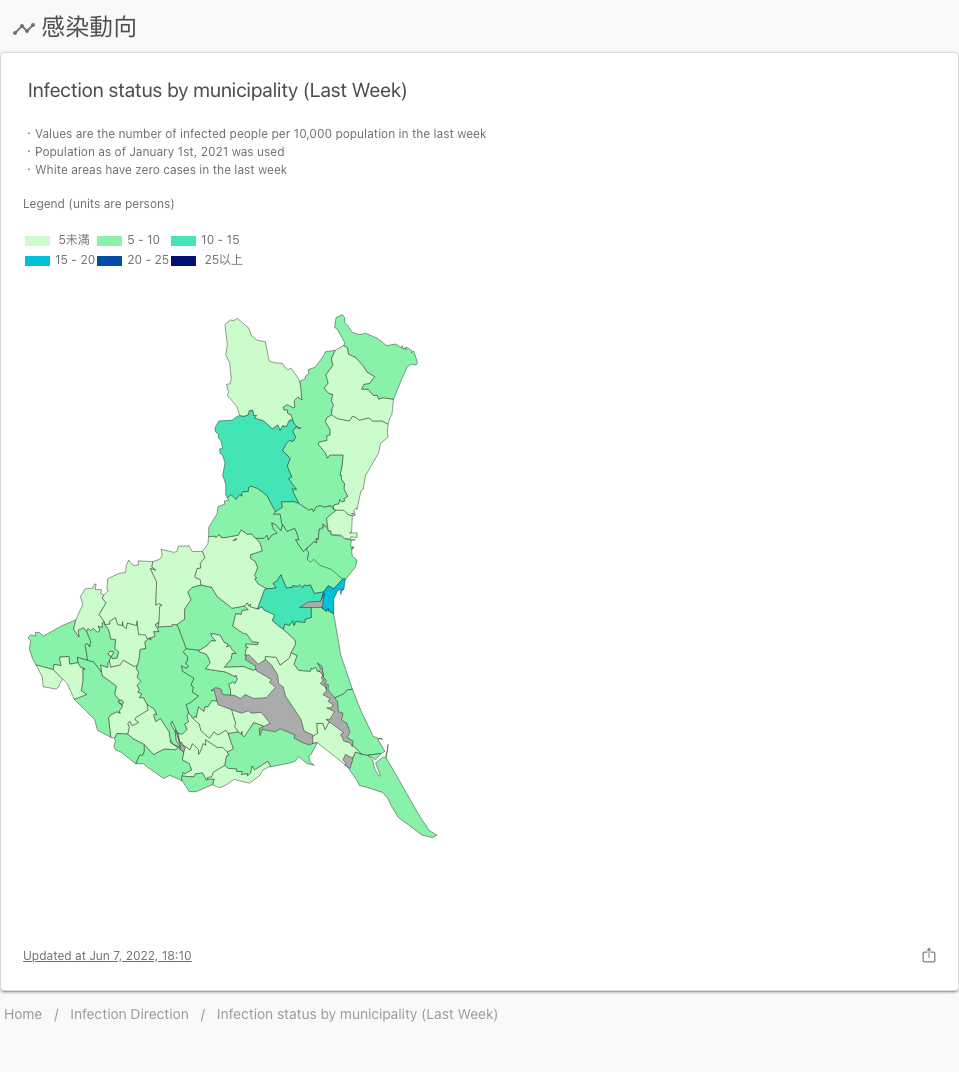 感染動向
Infection status by municipality (Last Week)
・Values are the number of infected people per 10,000 population in the last week
・Population as of January 1st, 2021 was used
・White areas have zero cases in the last week
Legend (units are persons)
5未満 5 - 10 10 - 15
15 - 20 20 - 25 25以上
Updated at Jun 7, 2022, 18:10
Home / Infection Direction / Infection status by municipality (Last Week)